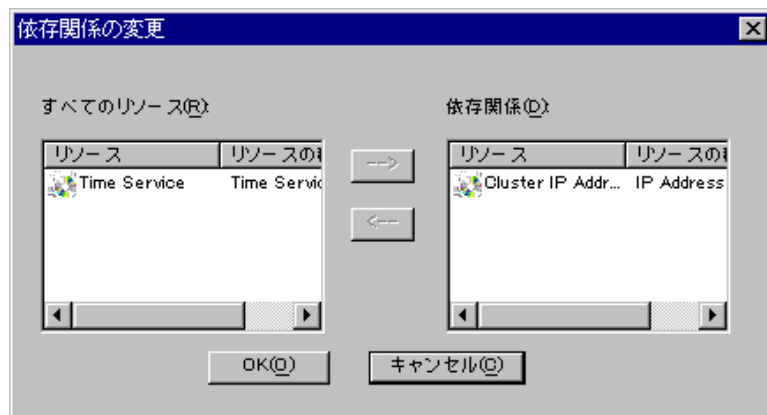 依存関係の変更
すべてのリソース(R):
依存関係(D):
リソース リソースの
Time Service Time Servic
-->
<--
リソース リソースの
Cluster IP Addr... IP Address
OK(O)
キャンセル(C)